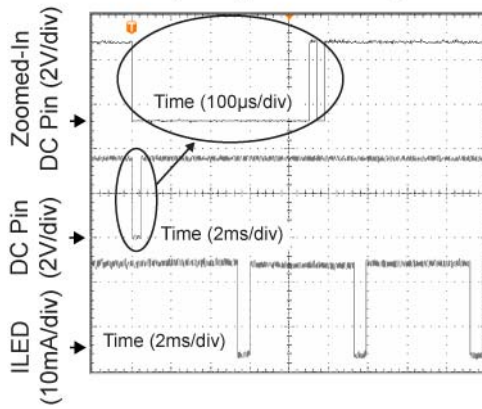 T
Zoomed-In
DC Pin (2V/div)
Time (100µs/div)
DC Pin
(2V/div)
Time (2ms/div)
ILED
(10mA/div)
Time (2ms/div)